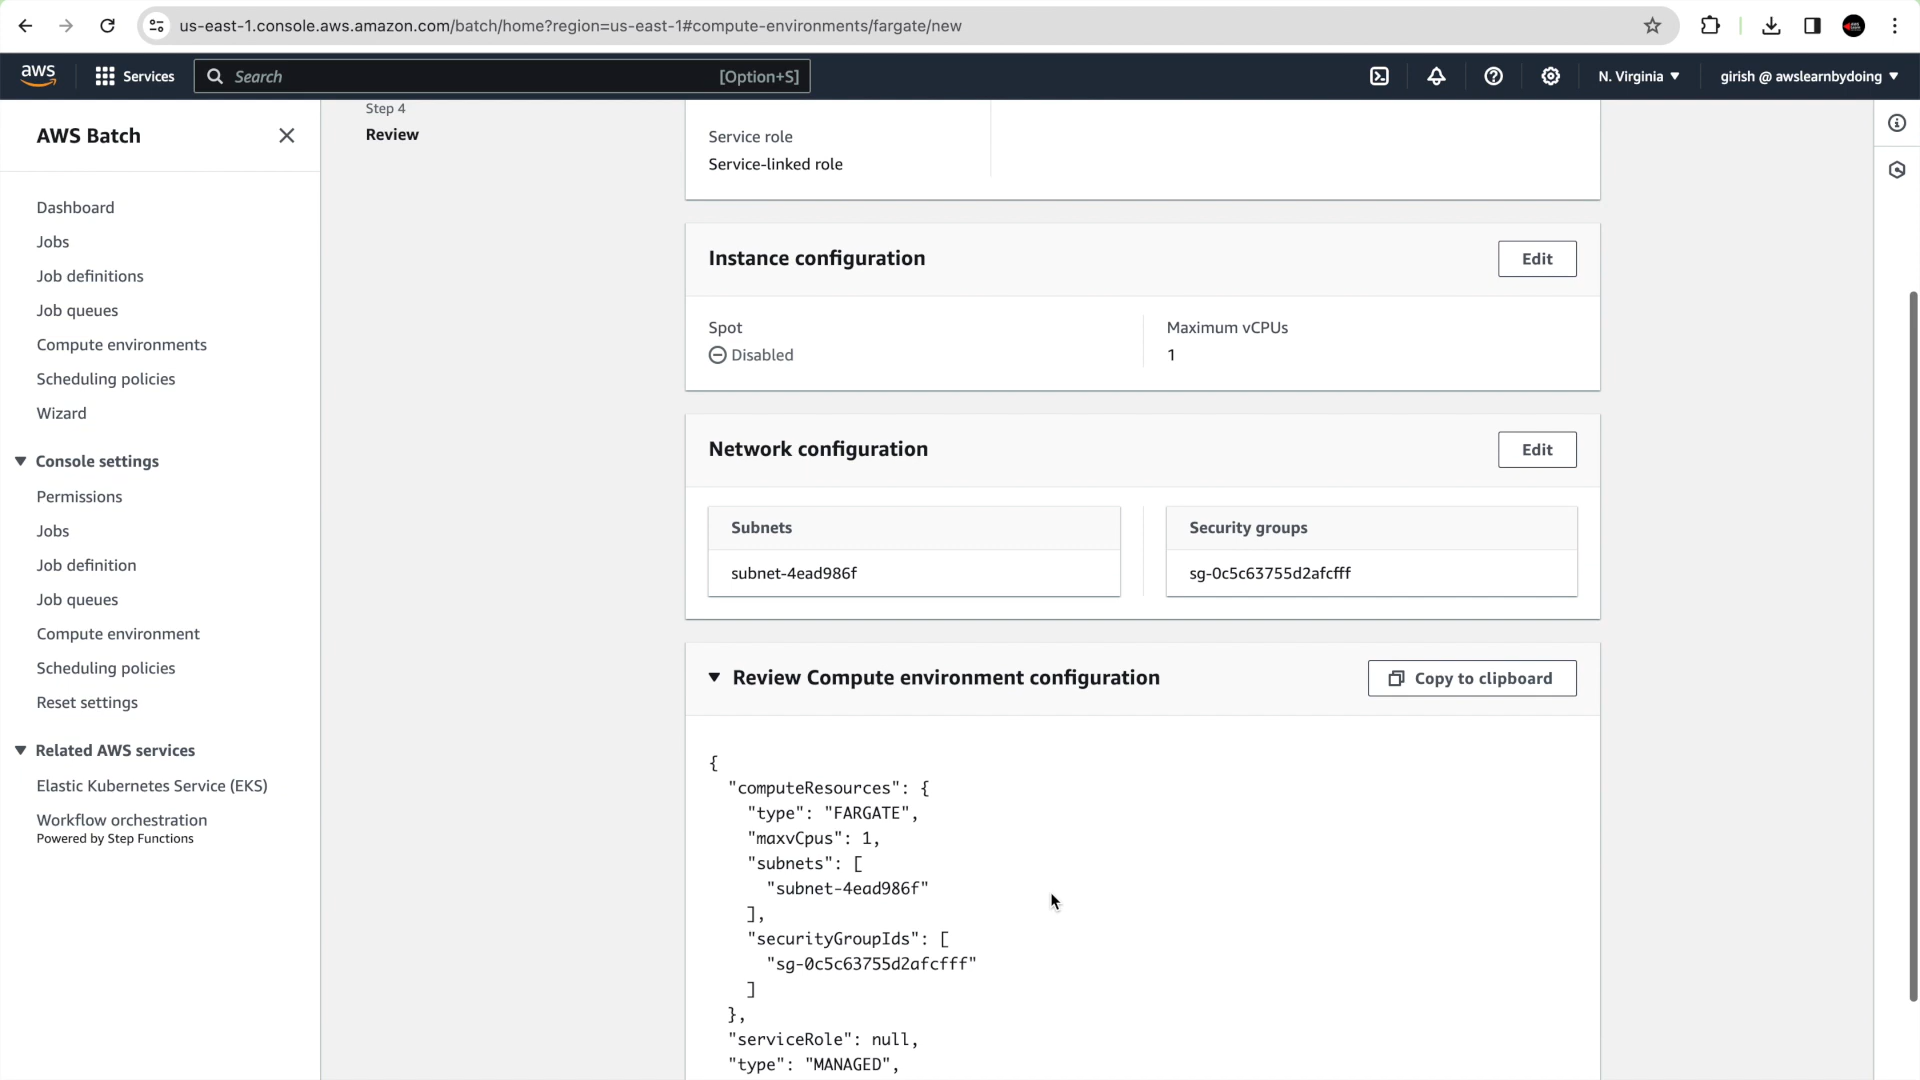 us-east-1.console.aws.amazon.com/batch/home?region=us-east-1#compute-environments/fargate/new
aws
Services
Search
[Option+S]
N. Virginia ▼
girish @ awslearnbydoing ▼
AWS Batch
Dashboard
Jobs
Job definitions
Job queues
Compute environments
Scheduling policies
Wizard
Console settings
Permissions
Jobs
Job definition
Job queues
Compute environment
Scheduling policies
Reset settings
Related AWS services
Elastic Kubernetes Service (EKS)
Workflow orchestration
Powered by Step Functions
Step 4
Review
Service role
Service-linked role
Instance configuration
Edit
Spot
Disabled
Maximum vCPUs
1
Network configuration
Edit
Subnets
subnet-4ead986f
Security groups
sg-0c5c63755d2afcfff
Review Compute environment configuration
Copy to clipboard
{
"computeResources": {
"type": "FARGATE",
"maxvCpus": 1,
"subnets": [
"subnet-4ead986f"
],
"securityGroupIds": [
"sg-0c5c63755d2afcfff"
]
},
"serviceRole": null,
"type": "MANAGED",